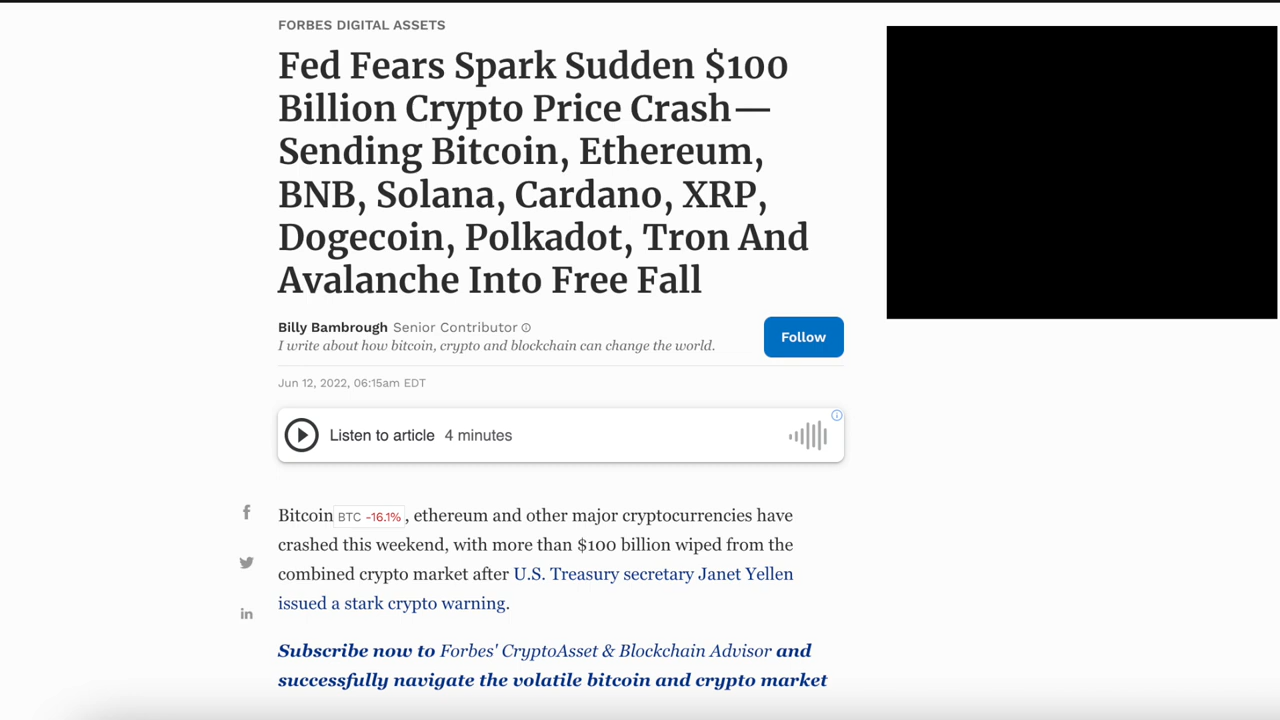 FORBES DIGITAL ASSETS
Fed Fears Spark Sudden $100
Billion Crypto Price Crash—
Sending Bitcoin, Ethereum,
BNB, Solana, Cardano, XRP,
Dogecoin, Polkadot, Tron And
Avalanche Into Free Fall
Billy Bambrough Senior Contributor
I write about how bitcoin, crypto and blockchain can change the world.
Follow
Jun 12, 2022, 06:15am EDT
Listen to article 4 minutes
Bitcoin BTC -16.1% , ethereum and other major cryptocurrencies have
crashed this weekend, with more than $100 billion wiped from the
combined crypto market after U.S. Treasury secretary Janet Yellen
issued a stark crypto warning.
Subscribe now to Forbes' CryptoAsset & Blockchain Advisor and
successfully navigate the volatile bitcoin and crypto market